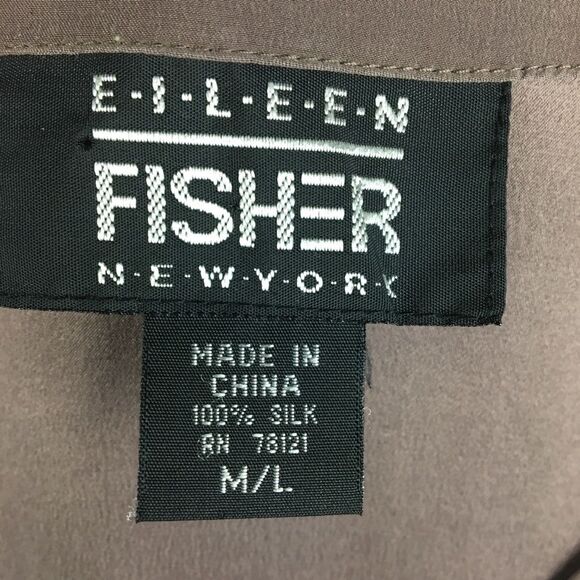 E·I·L·E·E·N
FISHER
N·E·W·Y·O·R·K
MADE IN
CHINA
100% SILK
RN 78121
M/L